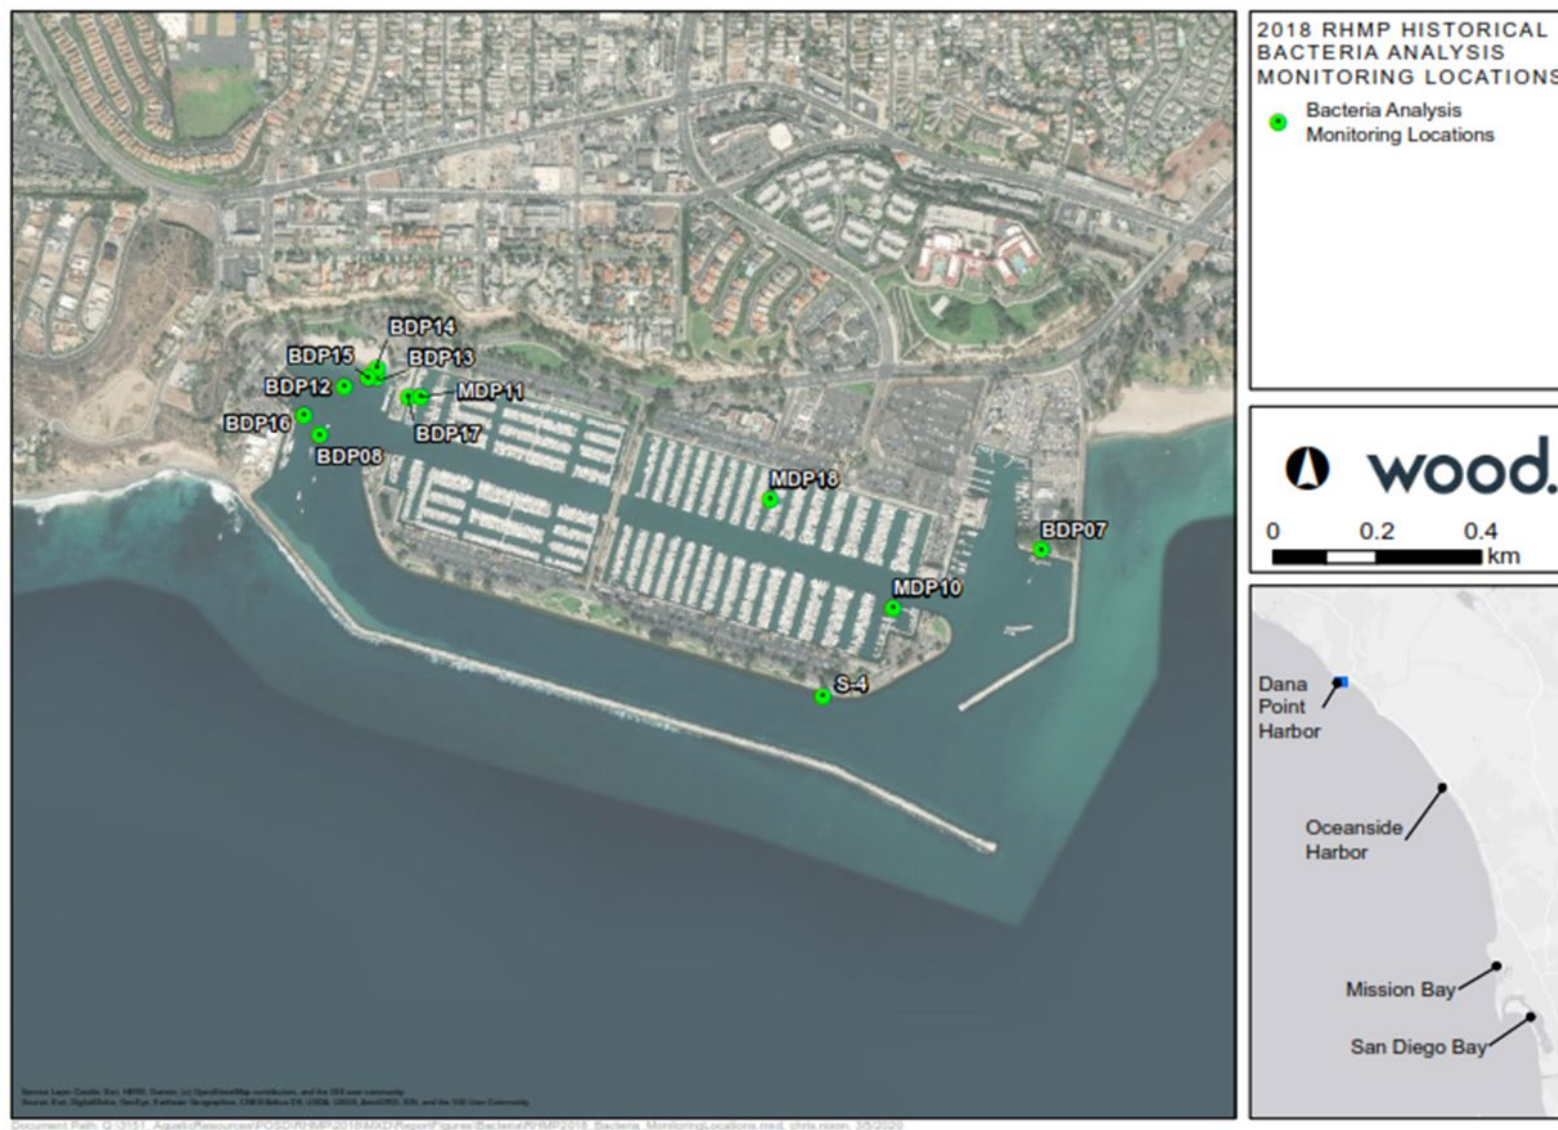 2018 RHMP HISTORICAL
BACTERIA ANALYSIS
MONITORING LOCATIONS
Bacteria Analysis
Monitoring Locations
BDP14
BDP15
BDP13
BDP12
MDP11
BDP16
BDP17
BDP08
MDP18
BDP07
MDP10
S-4
wood.
0 0.2 0.4
km
Dana
Point
Harbor
Oceanside
Harbor
Mission Bay
San Diego Bay